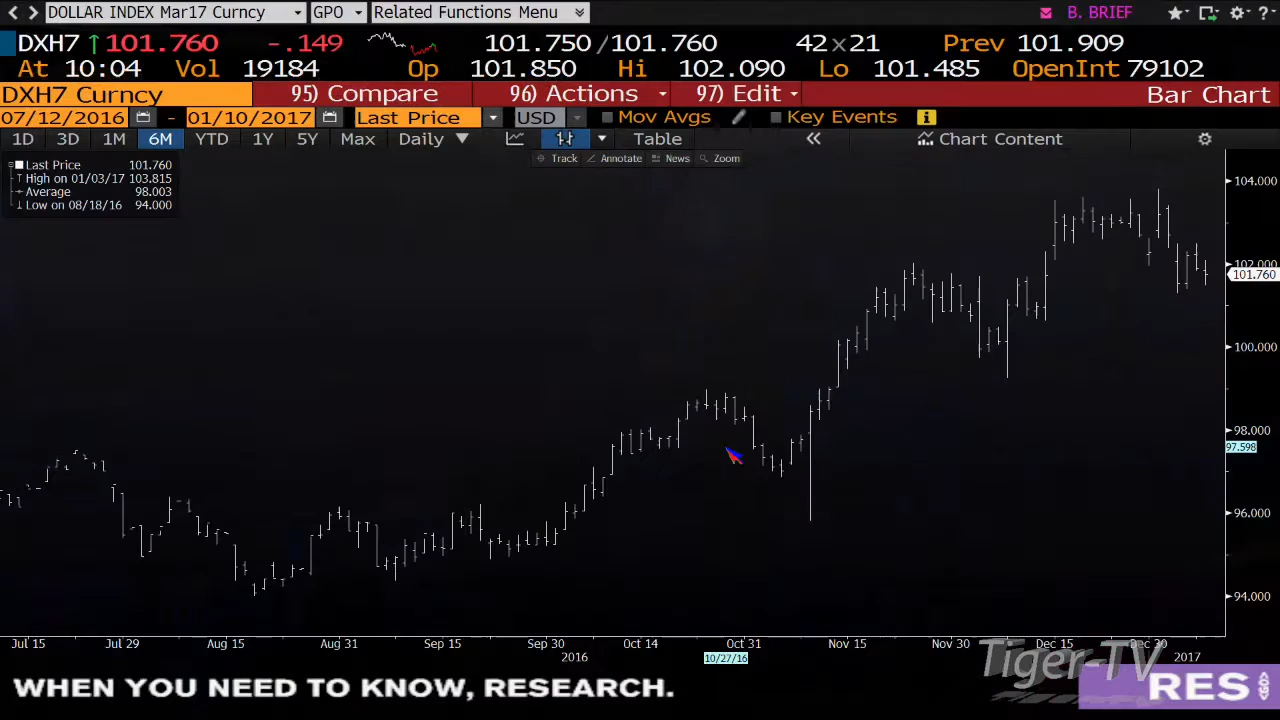 DOLLAR INDEX Mar17 Curncy GPO Related Functions Menu B. BRIEF ?
DXH7 ↑101.760 -.149 101.750/101.760 42x21 Prev 101.909
At 10:04 Vol 19184 Op 101.850 Hi 102.090 Lo 101.485 OpenInt 79102
DXH7 Curncy 95) Compare 96) Actions 97) Edit Bar Chart
07/12/2016 - 01/10/2017 Last Price USD Mov Avgs Key Events i
1D 3D 1M 6M YTD 1Y 5Y Max Daily Table « Chart Content
Track Annotate News Zoom
Last Price 101.760
High on 01/03/17 103.815
Average 98.003
Low on 08/18/16 94.000
104.000
102.000
101.760
100.000
98.000
97.598
96.000
94.000
Jul 15 Jul 29 Aug 15 Aug 31 Sep 15 Sep 30 Oct 14 Oct 31 Nov 15 Nov 30 Dec 15 Dec 30
2016 10/27/16 2017
Tiger-TV
WHEN YOU NEED TO KNOW, RESEARCH. RES